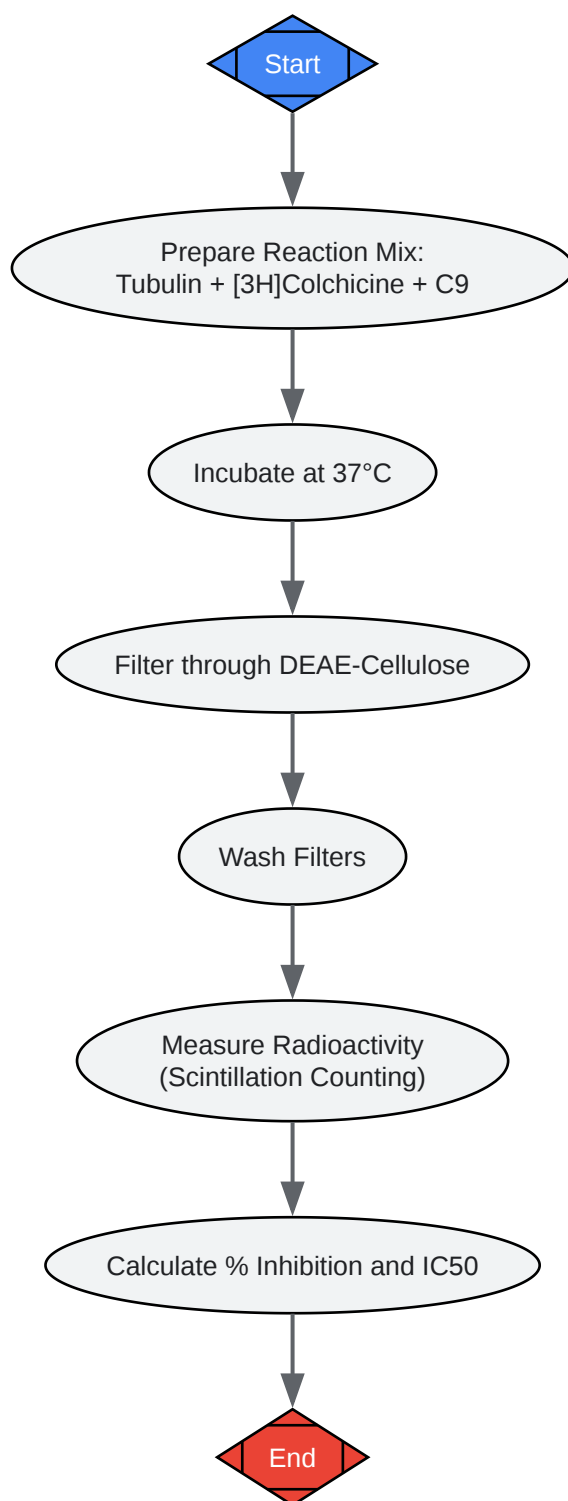 Start
Prepare Reaction Mix:
Tubulin + [3H]Colchicine + C9
Incubate at 37°C
Filter through DEAE-Cellulose
Wash Filters
Measure Radioactivity
(Scintillation Counting)
Calculate % Inhibition and IC50
End